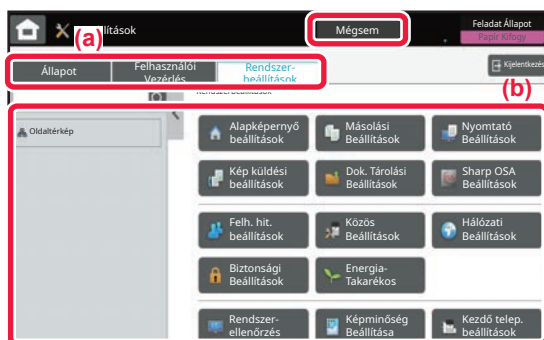 (a)
ítások
Mégsem
Feladat Állapot
Papír Kifogy
Állapot
Felhasználói
Vezérlés
Rendszer-
beállítások
Kijelentkezés
(b)
Rendszerbeállítások
Oldaltérkép
Alapképernyő
beállítások
Másolási
Beállítások
Nyomtató
Beállítások
Kép küldési
beállítások
Dok. Tárolási
Beállítások
Sharp OSA
Beállítások
Felh. hit.
beállítások
Közös
Beállítások
Hálózati
Beállítások
Biztonsági
Beállítások
Energia-
Takarékos
Rendszer-
ellenőrzés
Képminőség
Beállítása
Kezdő telep.
beállítások